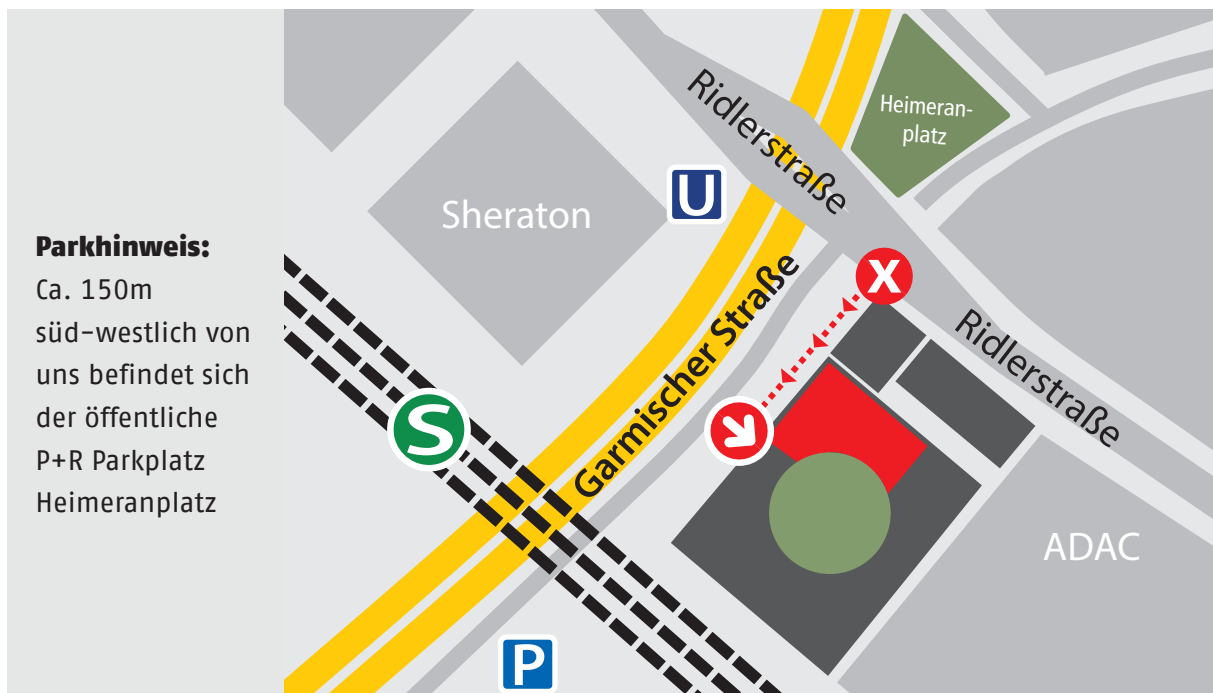 Parkhinweis:
Ca. 150m
süd-westlich von
uns befindet sich
der öffentliche
P+R Parkplatz
Heimeranplatz
Ridlerstraße
Heimeran-
platz
U
Sheraton
X
Garmischer Straße
Ridlerstraße
S
ADAC
P